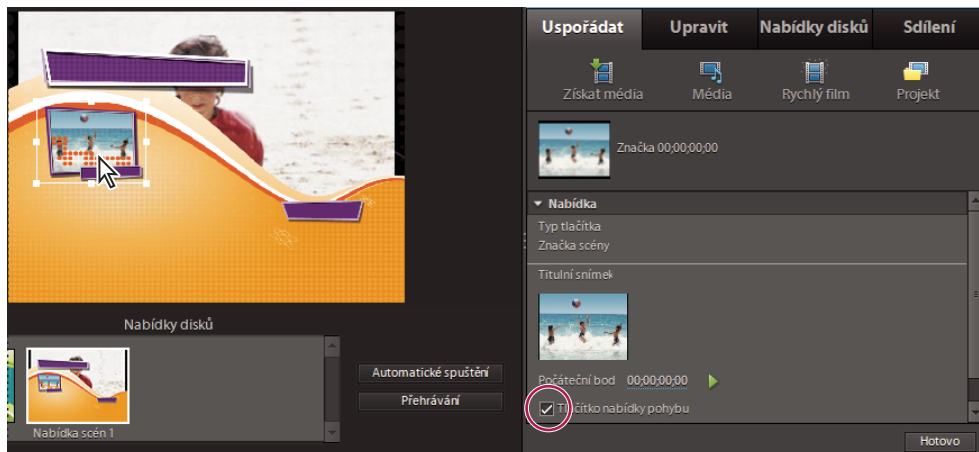 Uspořádat Upravit Nabídky disků Sdílení
Získat média Média Rychlý film Projekt
Značka 00;00;00;00
Nabídka
Typ tlačítka
Značka scény
Titulní snímek
Počáteční bod 00;00;00;00
Tlačítko nabídky pohybu
Hotovo
Nabídky disků
Automatické spuštění
Přehrávání
Nabídka scén 1